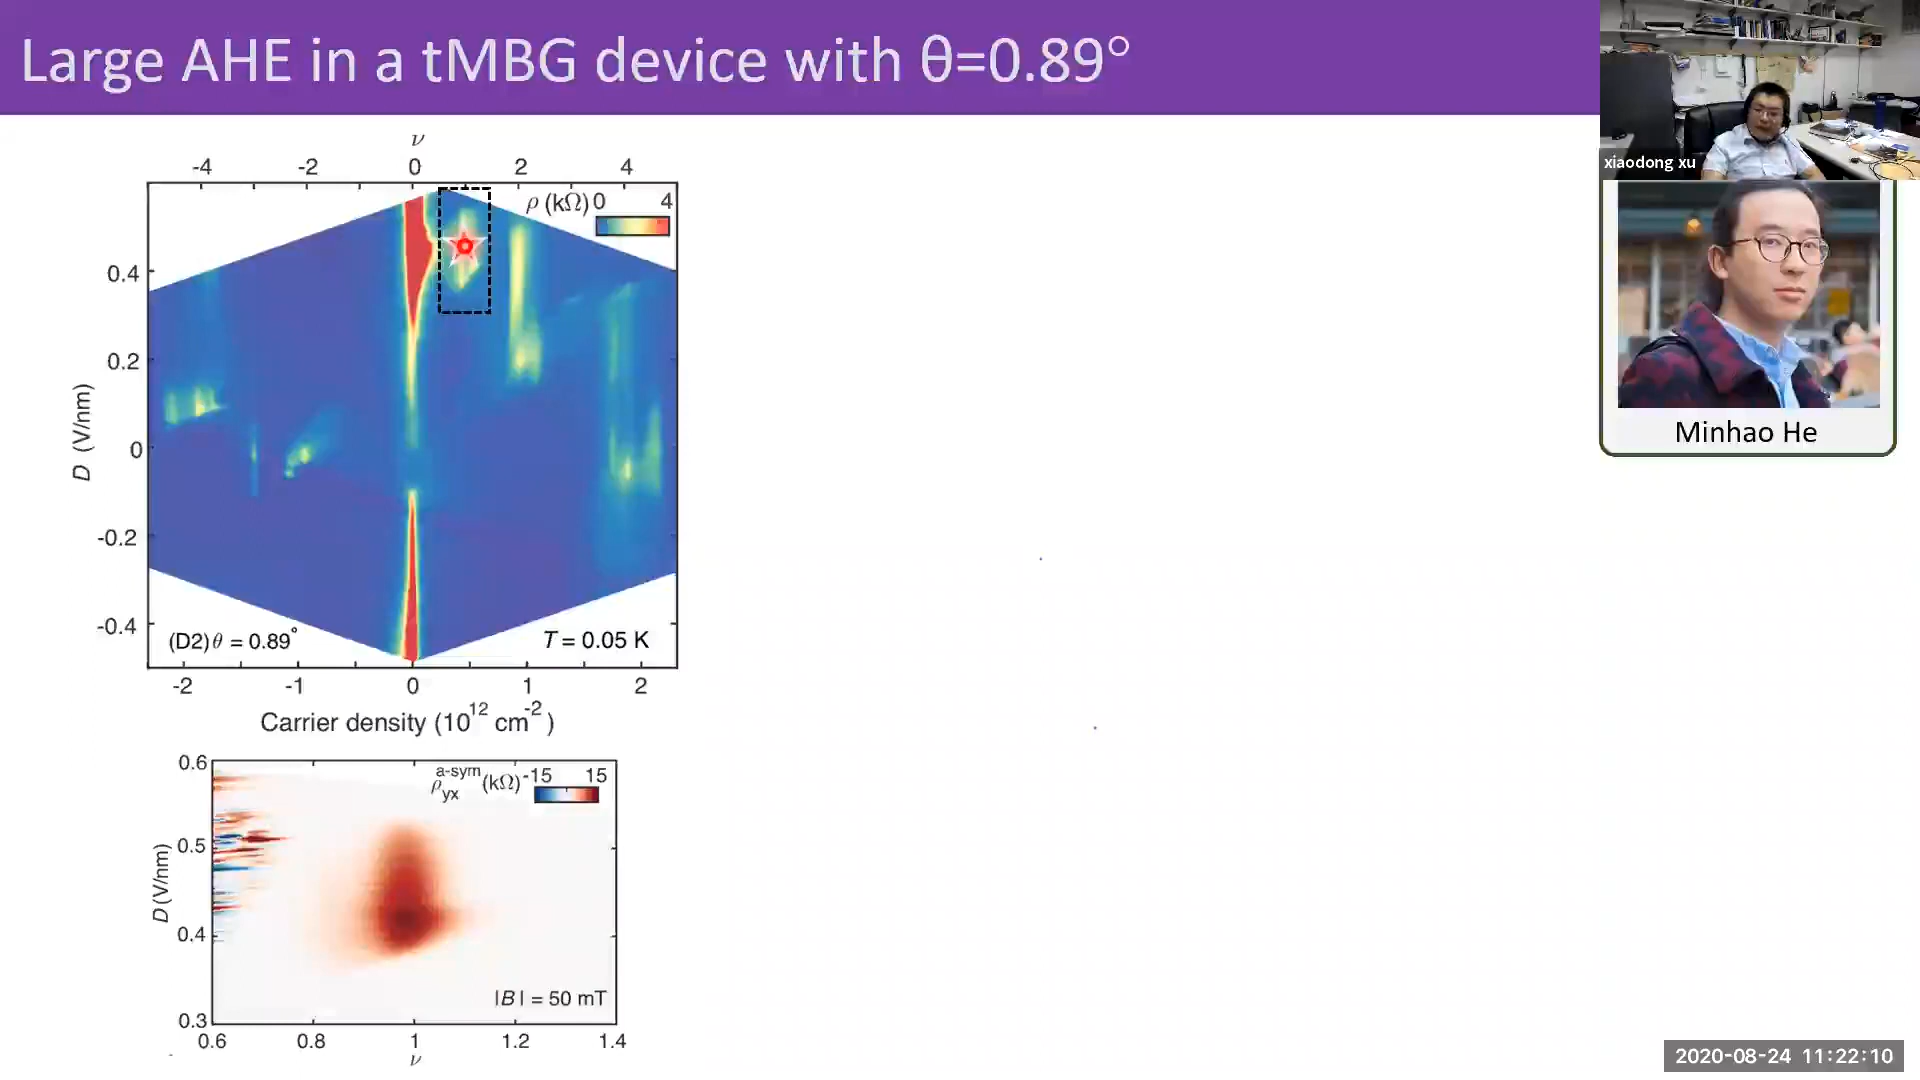 Large AHE in a tMBG device with θ=0.89°
xiaodong xu
Minhao He
ν
-4 -2 0 2 4
ρ (kΩ) 0 4
0.4
0.2
0
-0.2
-0.4
D (V/nm)
(D2) θ = 0.89° T = 0.05 K
-2 -1 0 1 2
Carrier density (10¹² cm⁻²)
ρyx a-sym (kΩ) -15 15
0.6
0.5
0.4
0.3
D (V/nm)
|B| = 50 mT
0.6 0.8 1 1.2 1.4
ν
2020-08-24 11:22:10